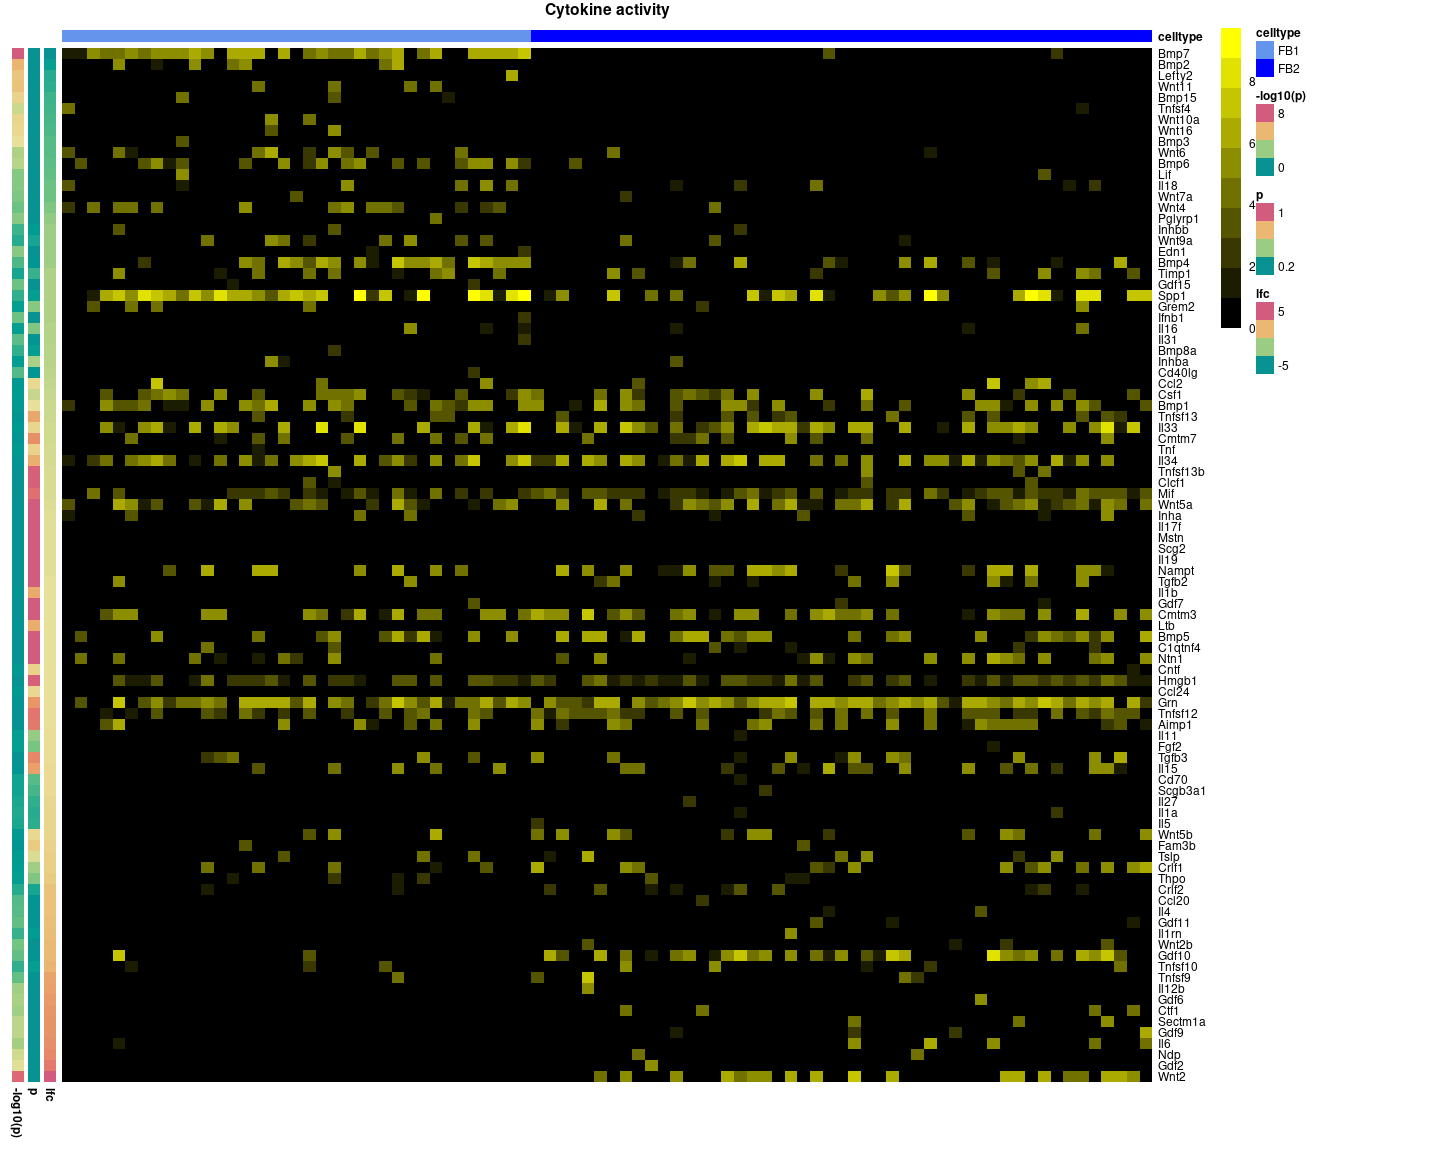 Cytokine activity
celltype
Bmp7
Bmp2
Lefty2
Wnt11
Bmp15
Tnfsf4
Wnt10a
Wnt16
Bmp3
Wnt6
Bmp6
Lif
Il18
Wnt7a
Wnt4
Pglyrp1
Inhbb
Wnt9a
Edn1
Bmp4
Timp1
Gdf15
Spp1
Grem2
Ifnb1
Il16
Il31
Bmp8a
Inhba
Cd40lg
Ccl2
Csf1
Bmp1
Tnfsf13
Il33
Cmtm7
Tnf
Il34
Tnfsf13b
Clcf1
Mif
Wnt5a
Inha
Il17f
Mstn
Scg2
Il19
Nampt
Tgfb2
Il1b
Gdf7
Cmtm3
Ltb
Bmp5
C1qtnf4
Ntn1
Cntf
Hmgb1
Ccl24
Grn
Tnfsf12
Aimp1
Il11
Fgf2
Tgfb3
Il15
Cd70
Scgb3a1
Il27
Il1a
Il5
Wnt5b
Fam3b
Tslp
Crlf1
Thpo
Crlf2
Ccl20
Il4
Gdf11
Il1rn
Wnt2b
Gdf10
Tnfsf10
Tnfsf9
Il12b
Gdf6
Ctf1
Sectm1a
Gdf9
Il6
Ndp
Gdf2
Wnt2
8
6
4
2
0
celltype
FB1
FB2
-log10(p)
8
0
p
1
0.2
lfc
5
-5
-log10(p)
p
lfc